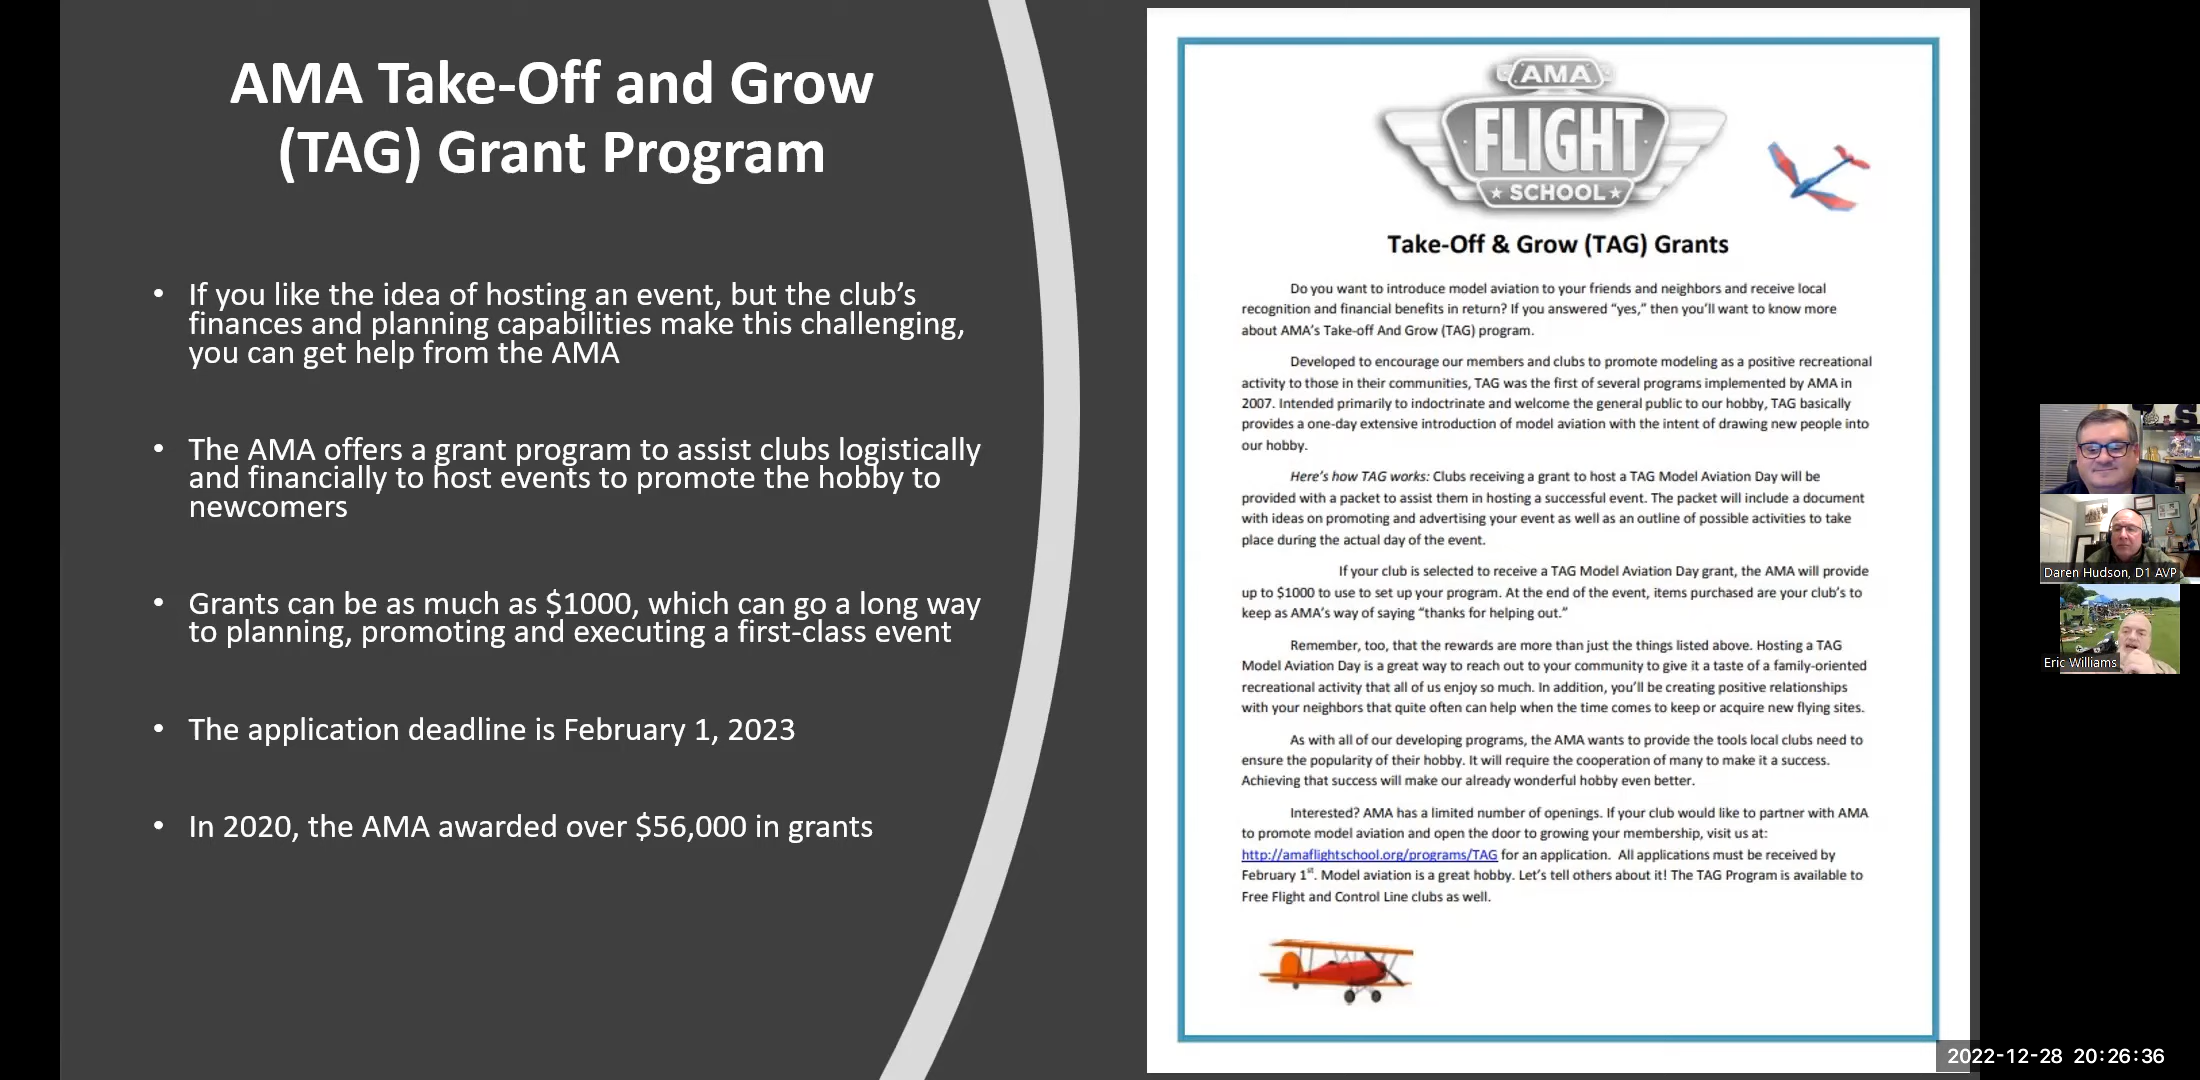 AMA Take-Off and Grow
(TAG) Grant Program
• If you like the idea of hosting an event, but the club’s
finances and planning capabilities make this challenging,
you can get help from the AMA
• The AMA offers a grant program to assist clubs logistically
and financially to host events to promote the hobby to
newcomers
• Grants can be as much as $1000, which can go a long way
to planning, promoting and executing a first-class event
• The application deadline is February 1, 2023
• In 2020, the AMA awarded over $56,000 in grants
AMA
FLIGHT
SCHOOL
Take-Off & Grow (TAG) Grants
Do you want to introduce model aviation to your friends and neighbors and receive local
recognition and financial benefits in return? If you answered “yes,” then you’ll want to know more
about AMA’s Take-off And Grow (TAG) program.
Developed to encourage our members and clubs to promote modeling as a positive recreational
activity to those in their communities, TAG was the first of several programs implemented by AMA in
2007. Intended primarily to indoctrinate and welcome the general public to our hobby, TAG basically
provides a one-day extensive introduction of model aviation with the intent of drawing new people into
our hobby.
Here’s how TAG works: Clubs receiving a grant to host a TAG Model Aviation Day will be
provided with a packet to assist them in hosting a successful event. The packet will include a document
with ideas on promoting and advertising your event as well as an outline of possible activities to take
place during the actual day of the event.
If your club is selected to receive a TAG Model Aviation Day grant, the AMA will provide
up to $1000 to use to set up your program. At the end of the event, items purchased are your club’s to
keep as AMA’s way of saying “thanks for helping out.”
Remember, too, that the rewards are more than just the things listed above. Hosting a TAG
Model Aviation Day is a great way to reach out to your community to give it a taste of a family-oriented
recreational activity that all of us enjoy so much. In addition, you’ll be creating positive relationships
with your neighbors that quite often can help when the time comes to keep or acquire new flying sites.
As with all of our developing programs, the AMA wants to provide the tools local clubs need to
ensure the popularity of their hobby. It will require the cooperation of many to make it a success.
Achieving that success will make our already wonderful hobby even better.
Interested? AMA has a limited number of openings. If your club would like to partner with AMA
to promote model aviation and open the door to growing your membership, visit us at:
http://amaflightschool.org/programs/TAG for an application. All applications must be received by
February 1st. Model aviation is a great hobby. Let’s tell others about it! The TAG Program is available to
Free Flight and Control Line clubs as well.
Daren Hudson, D1 AVP
Eric Williams
2022-12-28 20:26:36